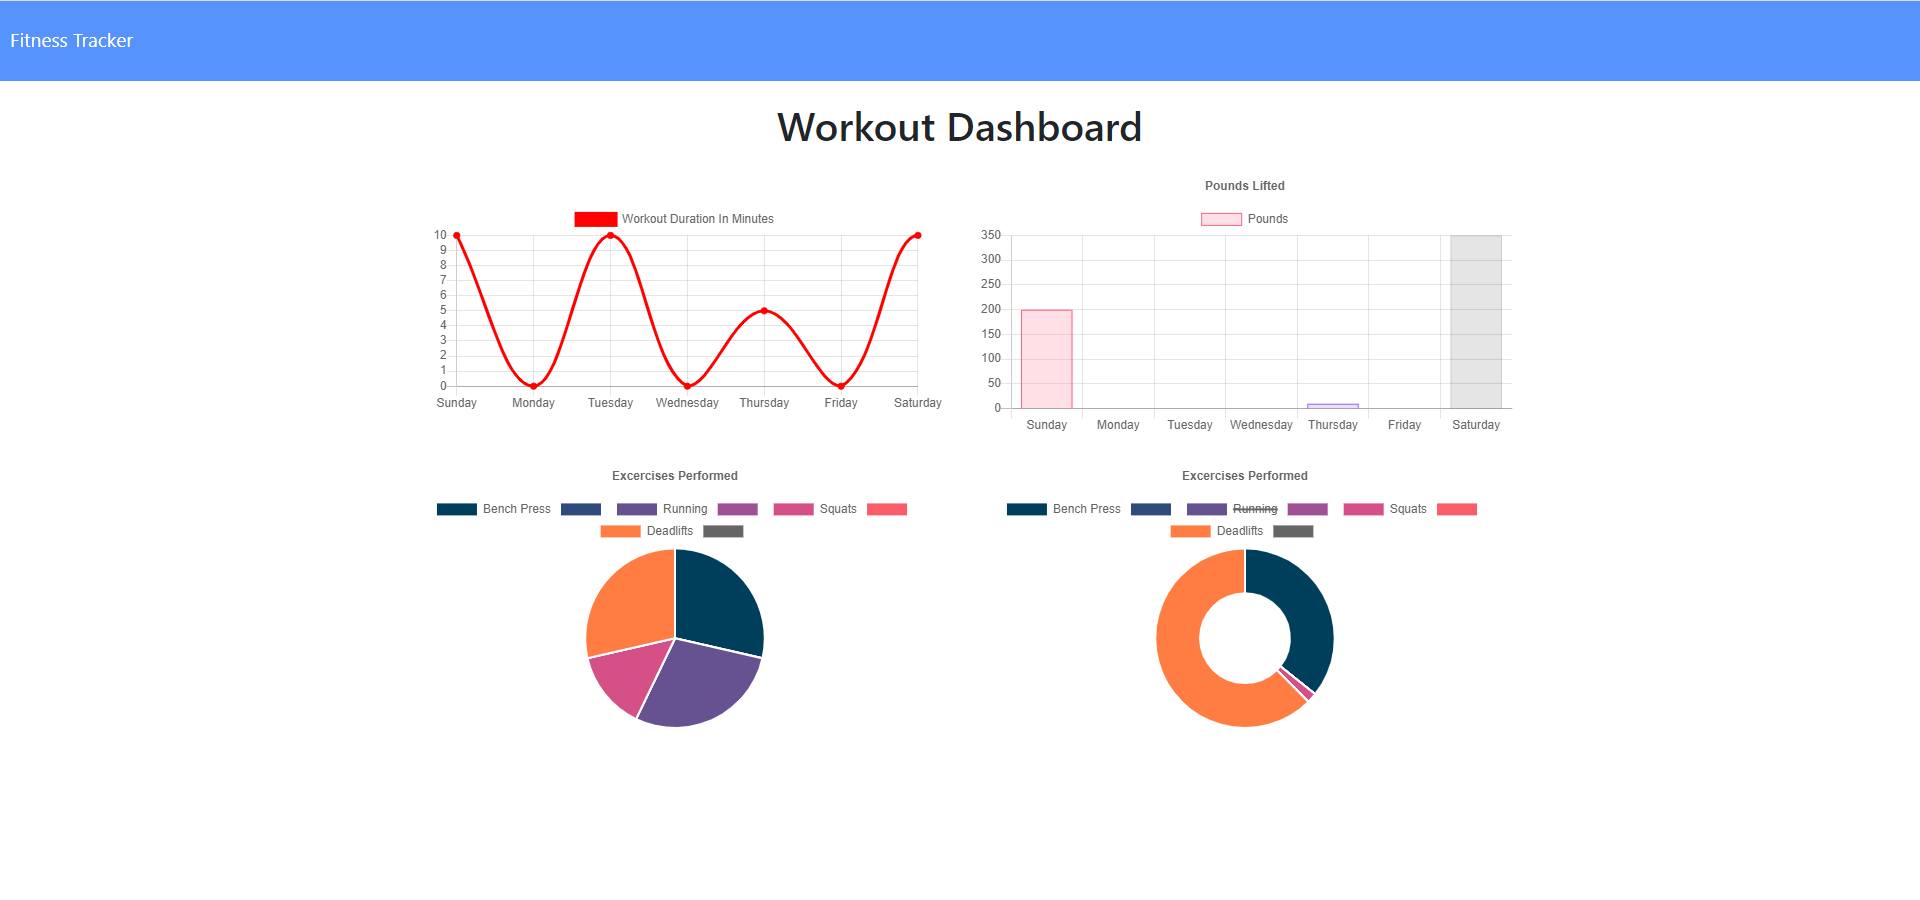 Fitness Tracker
Workout Dashboard
Workout Duration In Minutes
10
9
8
7
6
5
4
3
2
1
0
Sunday Monday Tuesday Wednesday Thursday Friday Saturday
Pounds Lifted
Pounds
350
300
250
200
150
100
50
0
Sunday Monday Tuesday Wednesday Thursday Friday Saturday
Excercises Performed
Bench Press Running Squats
Deadlifts
Excercises Performed
Bench Press Running Squats
Deadlifts